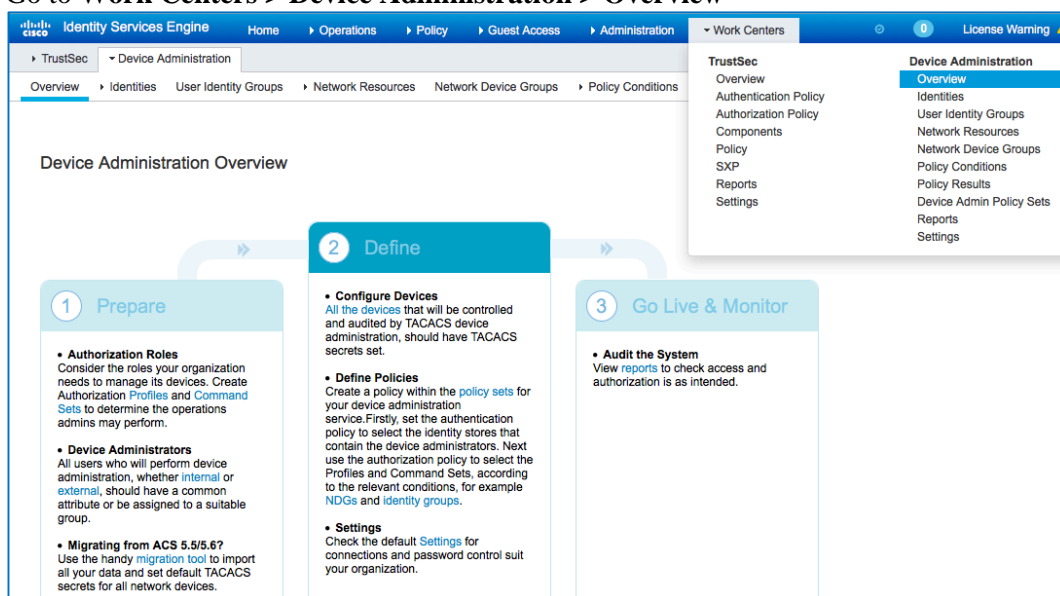 Go to Work Centers > Device Administration > Overview
cisco Identity Services Engine Home Operations Policy Guest Access Administration Work Centers 0 License Warning
TrustSec Device Administration
Overview Identities User Identity Groups Network Resources Network Device Groups Policy Conditions
TrustSec
Overview
Authentication Policy
Authorization Policy
Components
Policy
SXP
Reports
Settings
Device Administration
Overview
Identities
User Identity Groups
Network Resources
Network Device Groups
Policy Conditions
Policy Results
Device Admin Policy Sets
Reports
Settings
Device Administration Overview
1 Prepare
• Authorization Roles
Consider the roles your organization
needs to manage its devices. Create
Authorization Profiles and Command
Sets to determine the operations
admins may perform.
• Device Administrators
All users who will perform device
administration, whether internal or
external, should have a common
attribute or be assigned to a suitable
group.
• Migrating from ACS 5.5/5.6?
Use the handy migration tool to import
all your data and set default TACACS
secrets for all network devices.
2 Define
• Configure Devices
All the devices that will be controlled
and audited by TACACS device
administration, should have TACACS
secrets set.
• Define Policies
Create a policy within the policy sets for
your device administration
service.Firstly, set the authentication
policy to select the identity stores that
contain the device administrators. Next
use the authorization policy to select the
Profiles and Command Sets, according
to the relevant conditions, for example
NDGs and identity groups.
• Settings
Check the default Settings for
connections and password control suit
your organization.
3 Go Live & Monitor
• Audit the System
View reports to check access and
authorization is as intended.